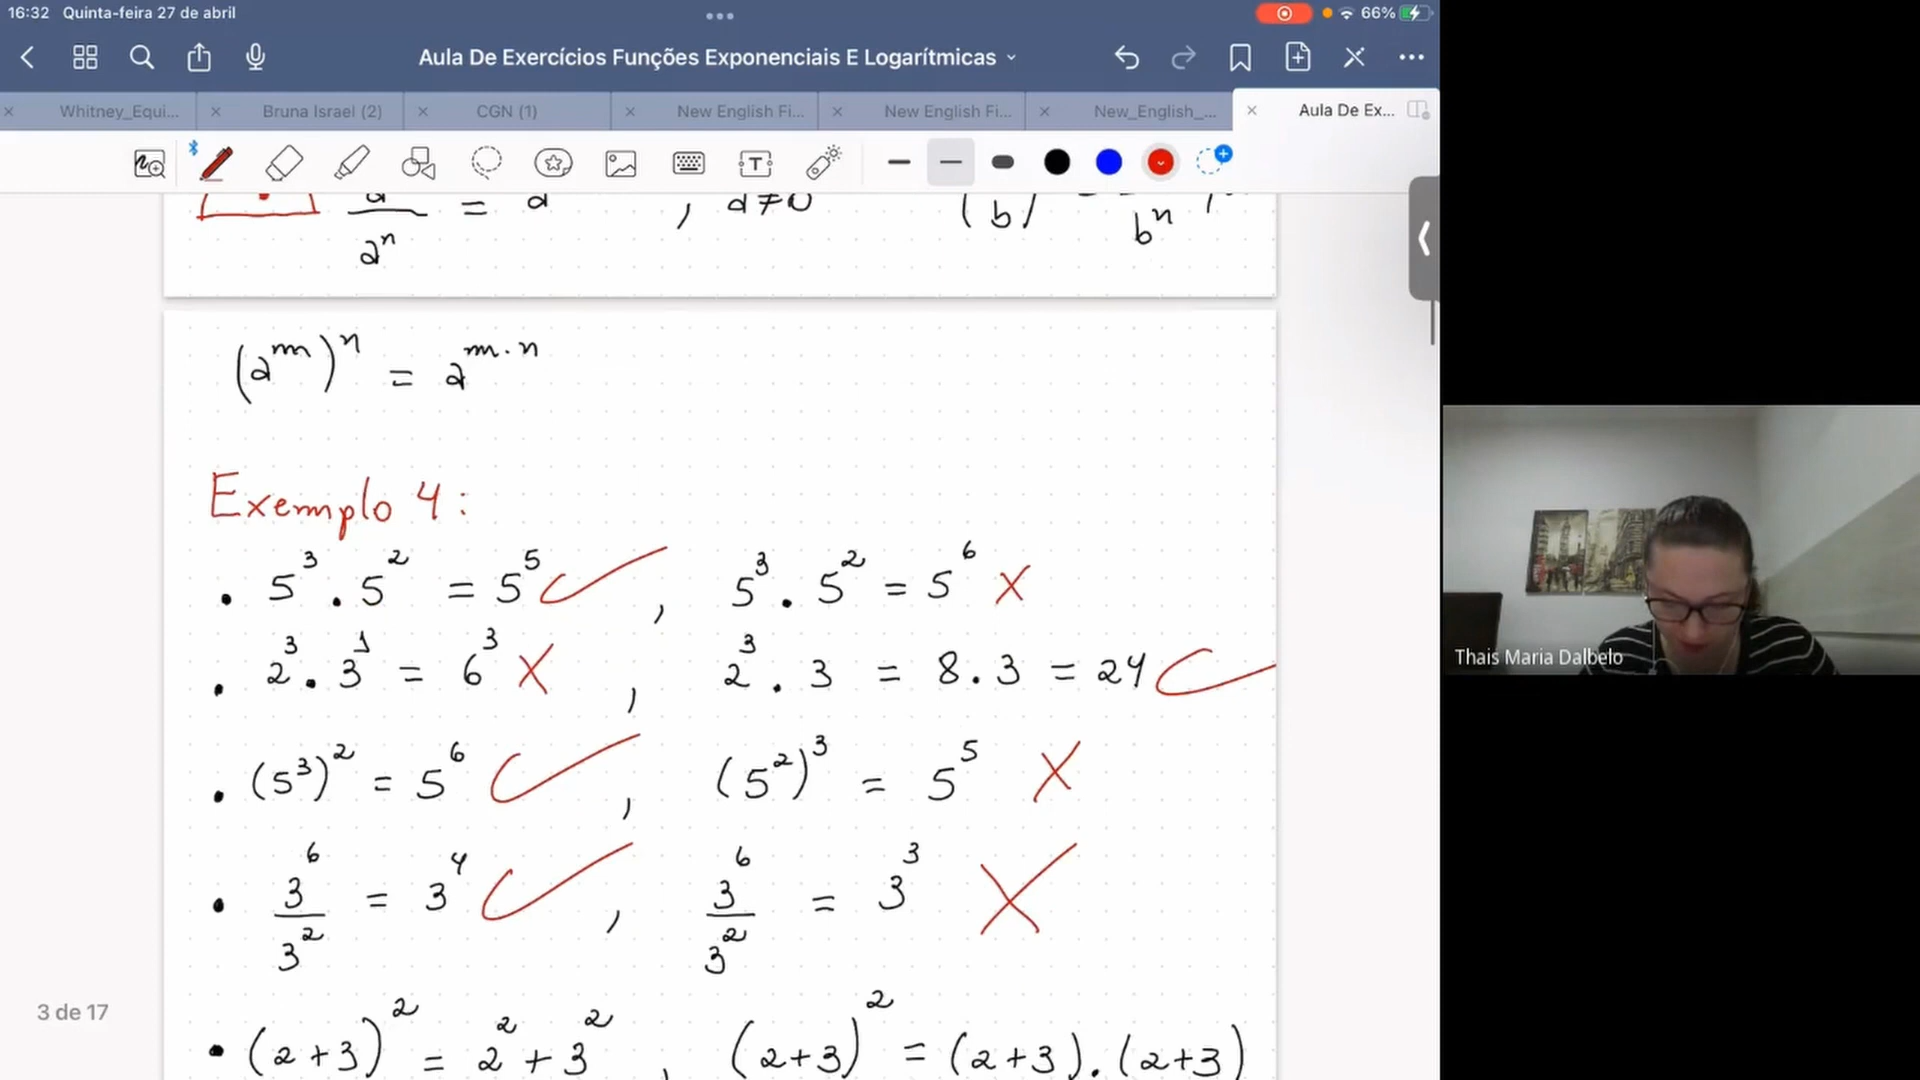 16:32 Quinta-feira 27 de abril
66%
Aula De Exercícios Funções Exponenciais E Logarítmicas
Whitney_Equi... Bruna Israel (2) CGN (1) New English Fi... New English Fi... New_English_... Aula De Ex...
a^n = a , a≠0 ( b ) = b^n
(a^m)^n = a^{m·n}
Exemplo 4:
• 5^3 . 5^2 = 5^5 ✓ , 5^3 . 5^2 = 5^6 X
• 2^3 . 3^1 = 6^3 X , 2^3 . 3 = 8 . 3 = 24 ✓
• (5^3)^2 = 5^6 ✓ , (5^2)^3 = 5^5 X
• 3^6/3^2 = 3^4 ✓ , 3^6/3^2 = 3^3 X
• (2+3)^2 = 2^2 + 3^2 , (2+3)^2 = (2+3).(2+3)
3 de 17
Thais Maria Dalbelo